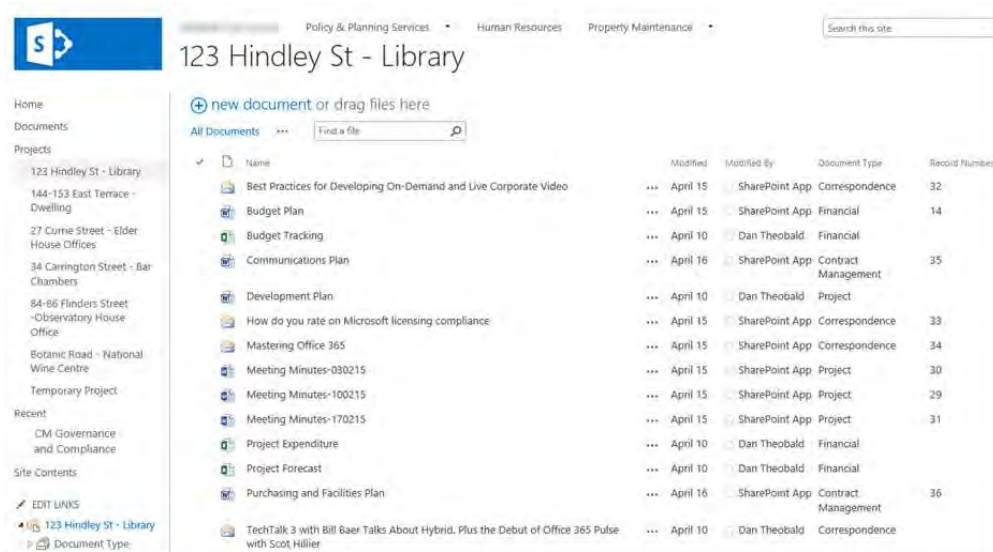 S
Policy & Planning Services
Human Resources
Property Maintenance
Search this site
123 Hindley St - Library
Home
Documents
Projects
123 Hindley St - Library
144-153 East Terrace -
Dwelling
27 Currie Street - Elder
House Offices
34 Carrington Street - Bar
Chambers
84-86 Flinders Street
-Observatory House
Office
Botanic Road - National
Wine Centre
Temporary Project
Recent
CM Governance
and Compliance
Site Contents
EDIT LINKS
123 Hindley St - Library
Document Type
new document or drag files here
All Documents ••• Find a file
Name Modified Modified By Document Type Record Number
Best Practices for Developing On-Demand and Live Corporate Video ••• April 15 SharePoint App Correspondence 32
Budget Plan ••• April 15 SharePoint App Financial 14
Budget Tracking ••• April 10 Dan Theobald Financial
Communications Plan ••• April 16 SharePoint App Contract 35
Management
Development Plan ••• April 10 Dan Theobald Project
How do you rate on Microsoft licensing compliance ••• April 15 SharePoint App Correspondence 33
Mastering Office 365 ••• April 15 SharePoint App Correspondence 34
Meeting Minutes-030215 ••• April 15 SharePoint App Project 30
Meeting Minutes-100215 ••• April 15 SharePoint App Project 29
Meeting Minutes-170215 ••• April 15 SharePoint App Project 31
Project Expenditure ••• April 10 Dan Theobald Financial
Project Forecast ••• April 10 Dan Theobald Financial
Purchasing and Facilities Plan ••• April 16 SharePoint App Contract 36
Management
TechTalk 3 with Bill Baer Talks About Hybrid. Plus the Debut of Office 365 Pulse ••• April 10 Dan Theobald Correspondence
with Scot Hillier